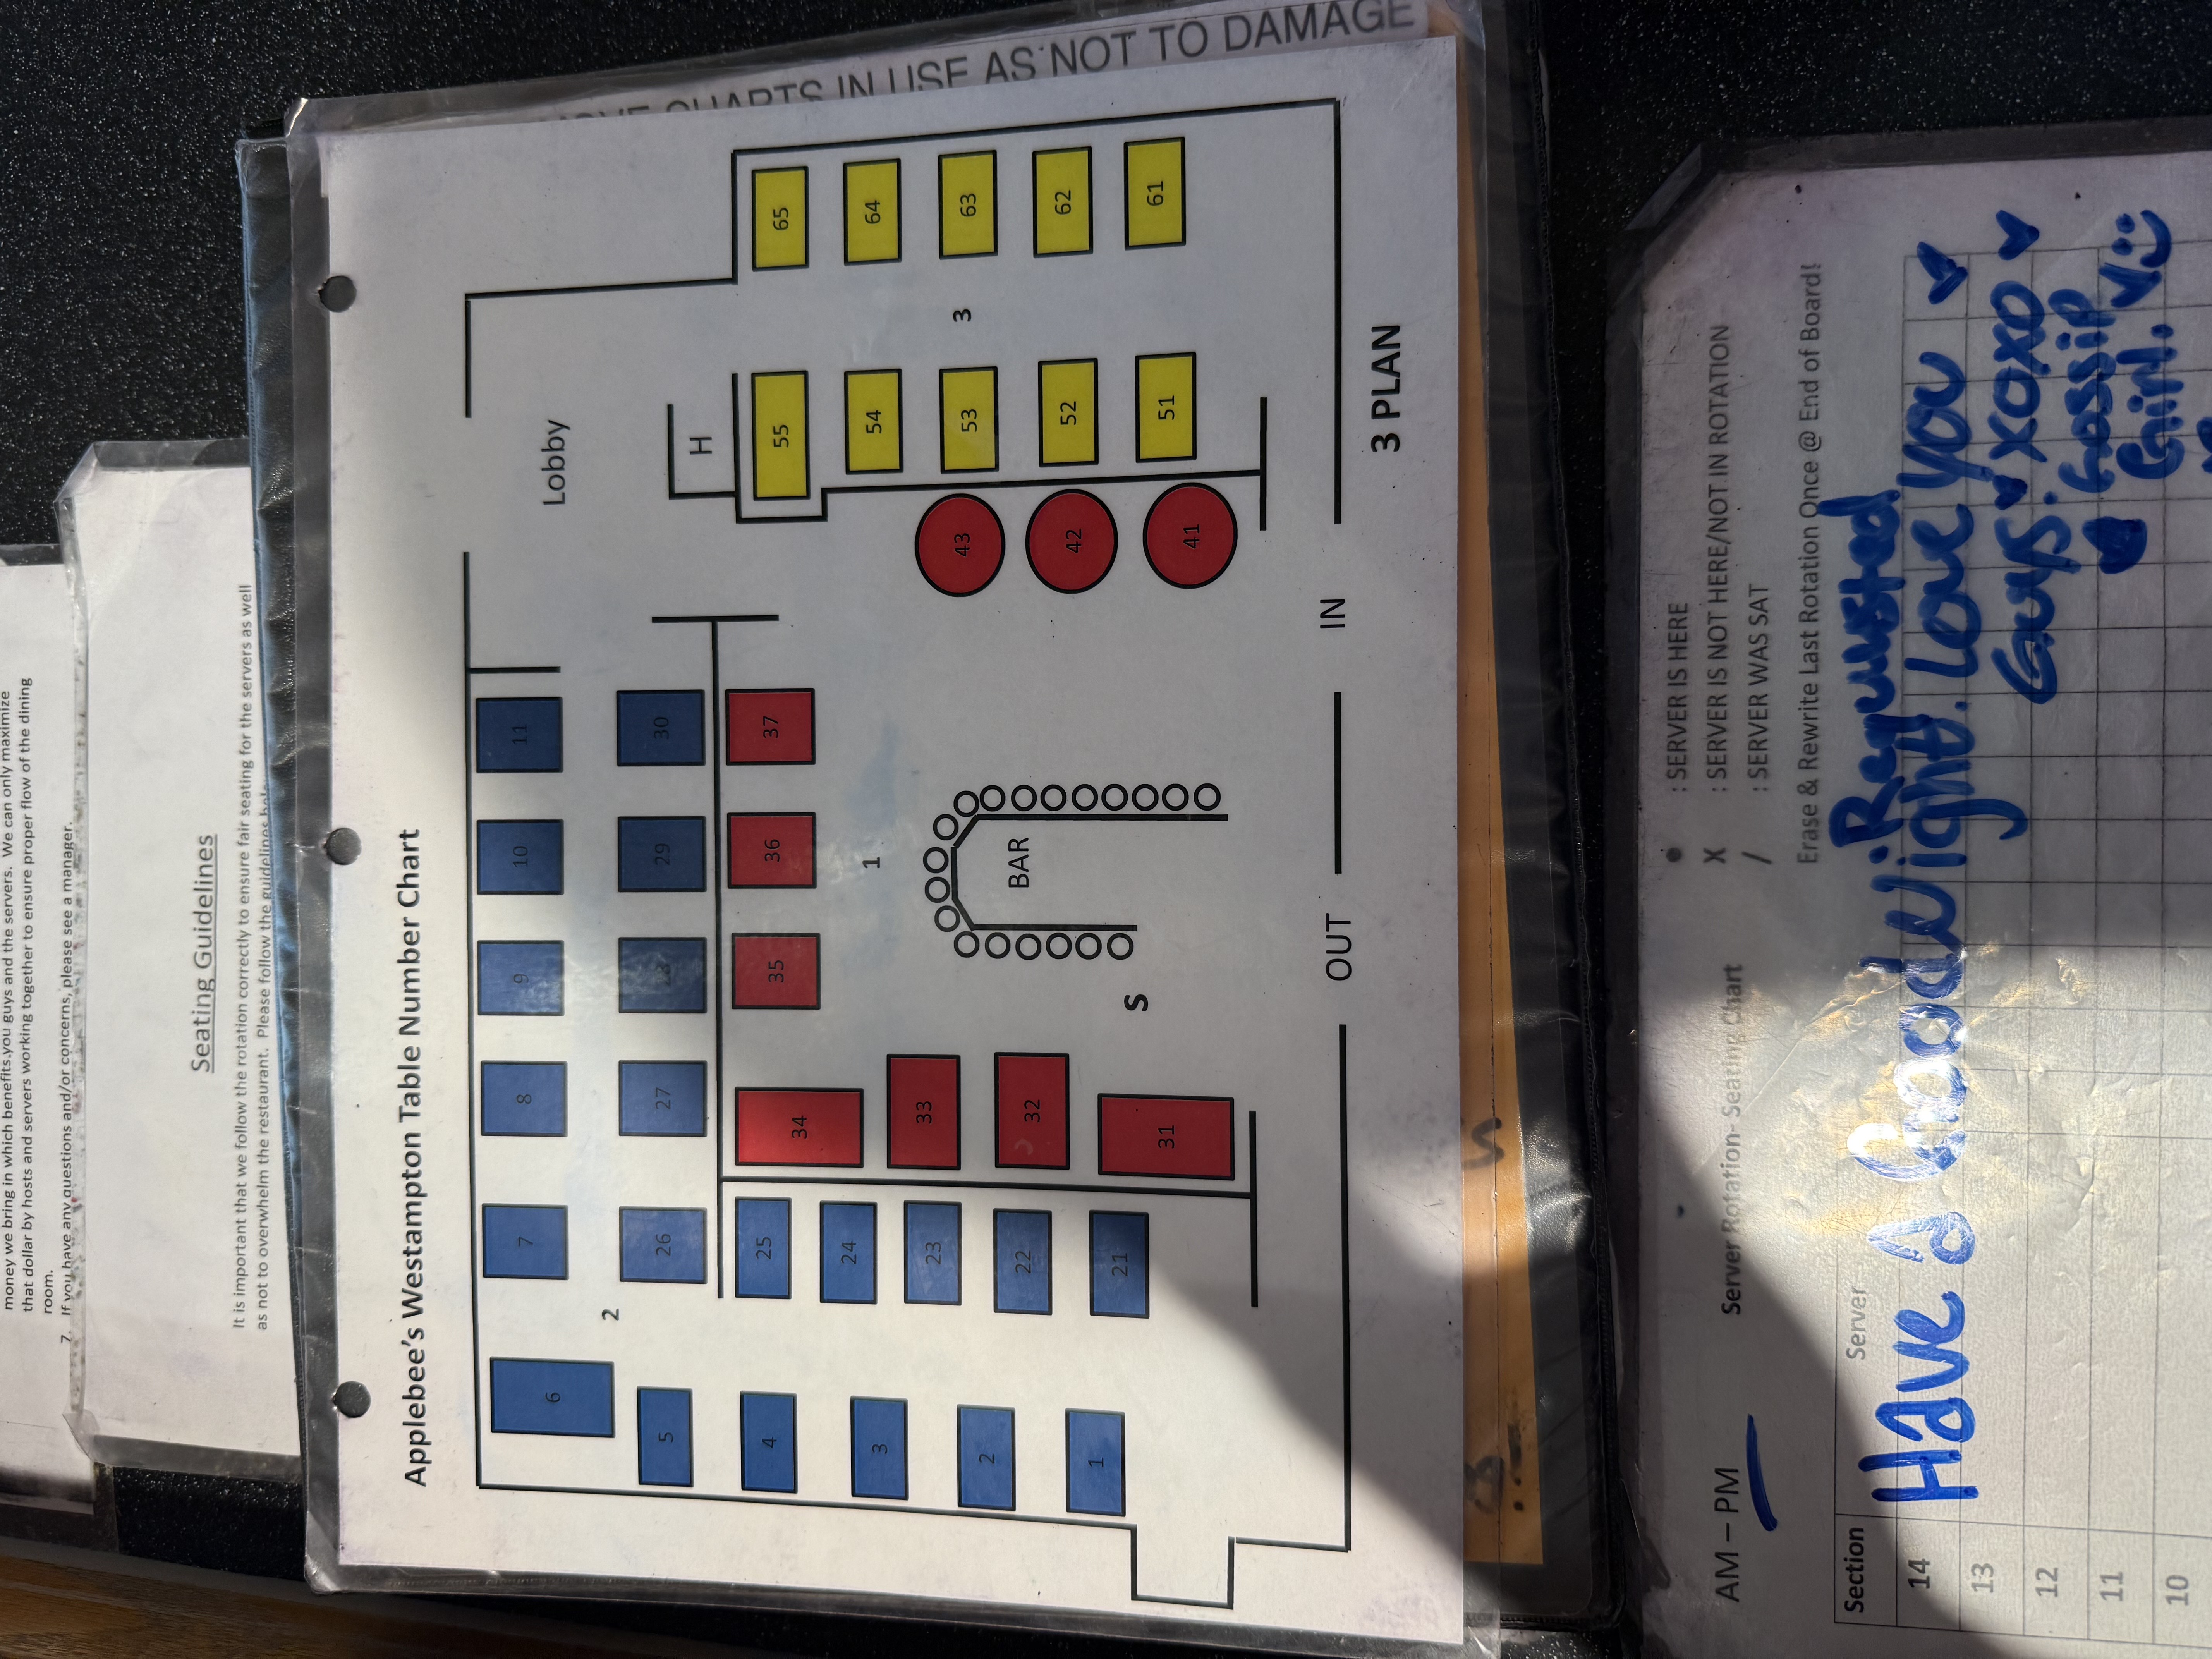 money we bring in which benefits.you guys and the servers. We can only maximize
that dollar by hosts and servers working together to ensure proper flow of the dining
room.
7. If you have any questions and/or concerns, please see a manager.
Seating Guidelines
It is important that we follow the rotation correctly to ensure fair seating for the servers as well
as not to overwhelm the restaurant. Please follow the guidelines
Applebee's Westampton Table Number Chart
6 7 8 9 10 11
Lobby
2
5 26 27 28 29 30
H
4 25 34 35 36 37 55 65
3 24 1 54 64
23 33 43 53 3 63
2 22 32 BAR 42 52 62
1 21 31 S 41 51 61
OUT IN
3 PLAN
CHARTS IN USE AS NOT TO DAMAGE
AM – PM
Server Rotation- Seating Chart
● : SERVER IS HERE
X : SERVER IS NOT HERE/NOT IN ROTATION
/ : SERVER WAS SAT
Erase & Rewrite Last Rotation Once @ End of Board!
Section Server
14
13
12
11
10
Have a Good Night. Love you
Guys! XOXO
Gossip
Girl.